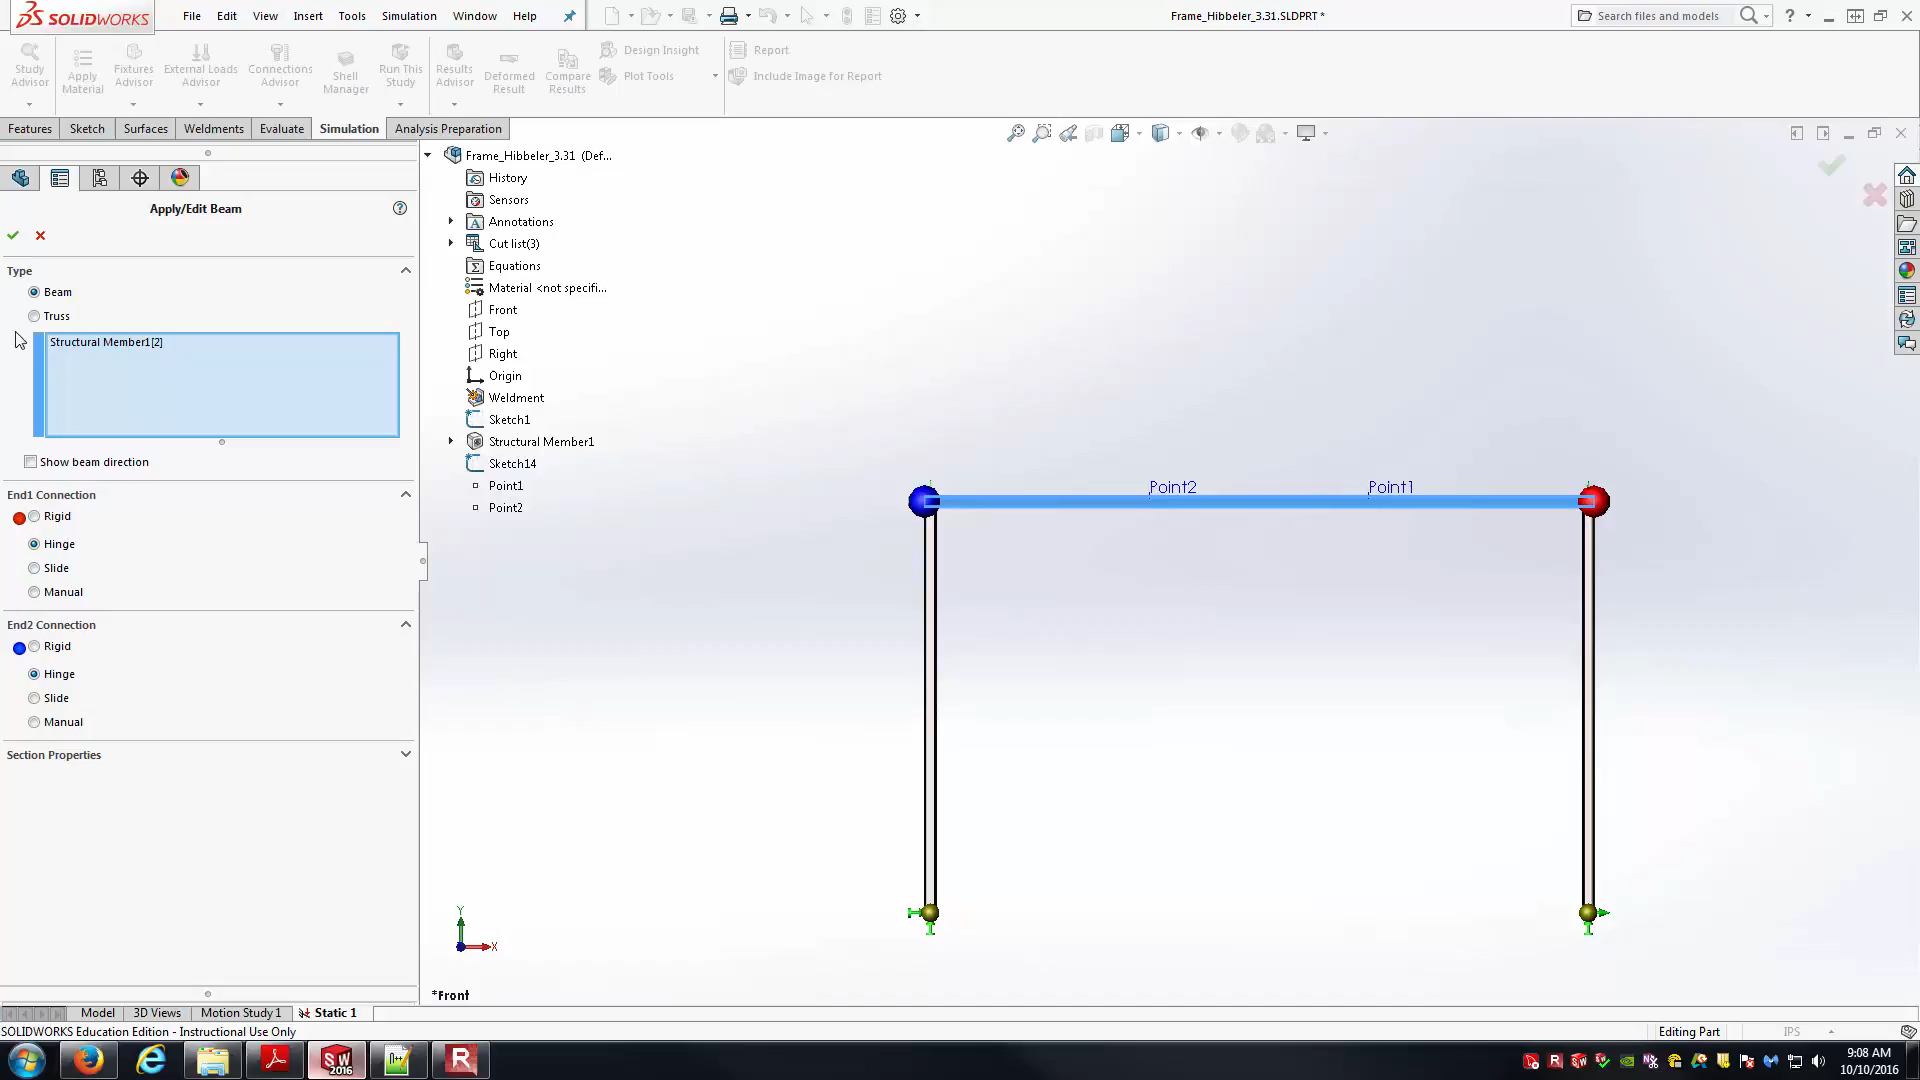 SOLIDWORKS
File Edit View Insert Tools Simulation Window Help
Frame_Hibbeler_3.31.SLDPRT *
Search files and models
Study Advisor
Apply Material
Fixtures Advisor
External Loads Advisor
Connections Advisor
Shell Manager
Run This Study
Results Advisor
Deformed Result
Compare Results
Design Insight
Plot Tools
Report
Include Image for Report
Features Sketch Surfaces Weldments Evaluate Simulation Analysis Preparation
Apply/Edit Beam
Type
Beam
Truss
Structural Member1[2]
Show beam direction
End1 Connection
Rigid
Hinge
Slide
Manual
End2 Connection
Rigid
Hinge
Slide
Manual
Section Properties
Frame_Hibbeler_3.31 (Def...
History
Sensors
Annotations
Cut list(3)
Equations
Material <not specifi...
Front
Top
Right
Origin
Weldment
Sketch1
Structural Member1
Sketch14
Point1
Point2
Point2 Point1
Y
X
*Front
Model 3D Views Motion Study 1 Static 1
SOLIDWORKS Education Edition - Instructional Use Only
Editing Part
IPS
SW 2016
R
9:08 AM
10/10/2016